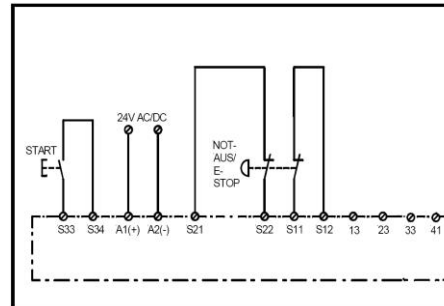 24V AC/DC
START
NOT-
AUS/
E-
STOP
S33 S34 A1(+) A2(-) S21 S22 S11 S12 13 23 33 41